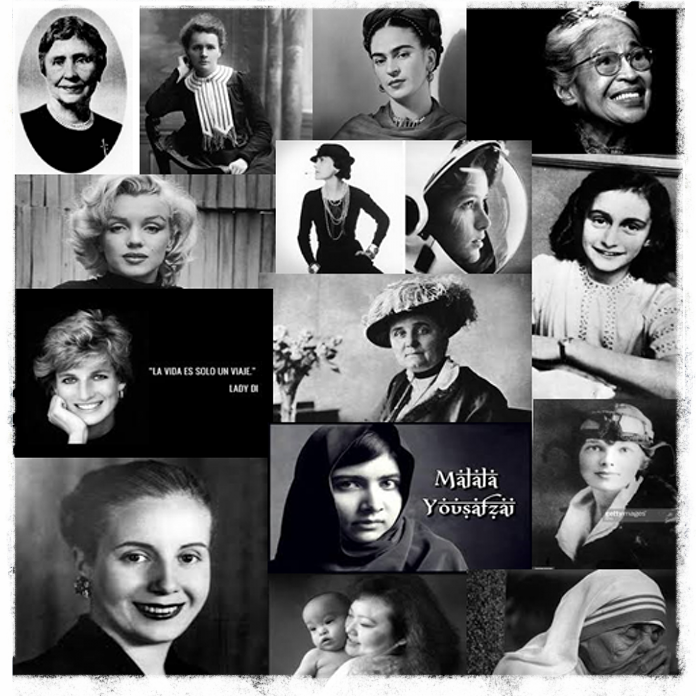 "LA VIDA ES SOLO UN VIAJE."
LADY DI
Malala
Yousafzai
gettyimages